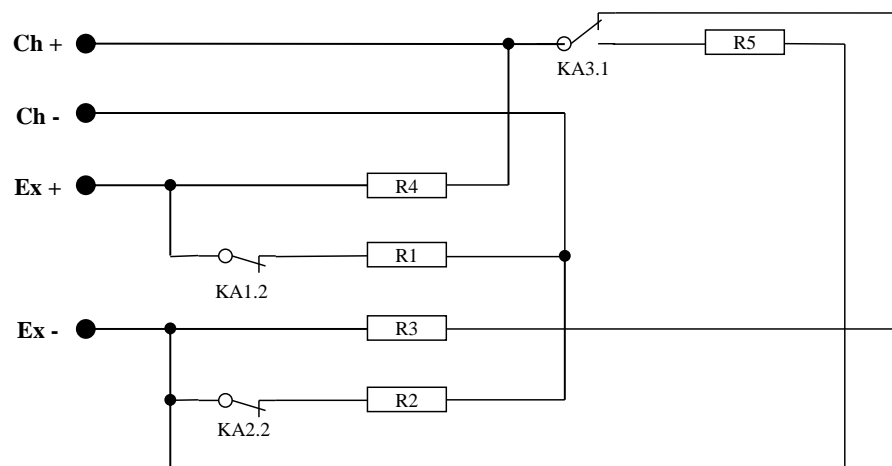 Ch +
R5
KA3.1
Ch -
Ex +
R4
R1
KA1.2
Ex -
R3
R2
KA2.2